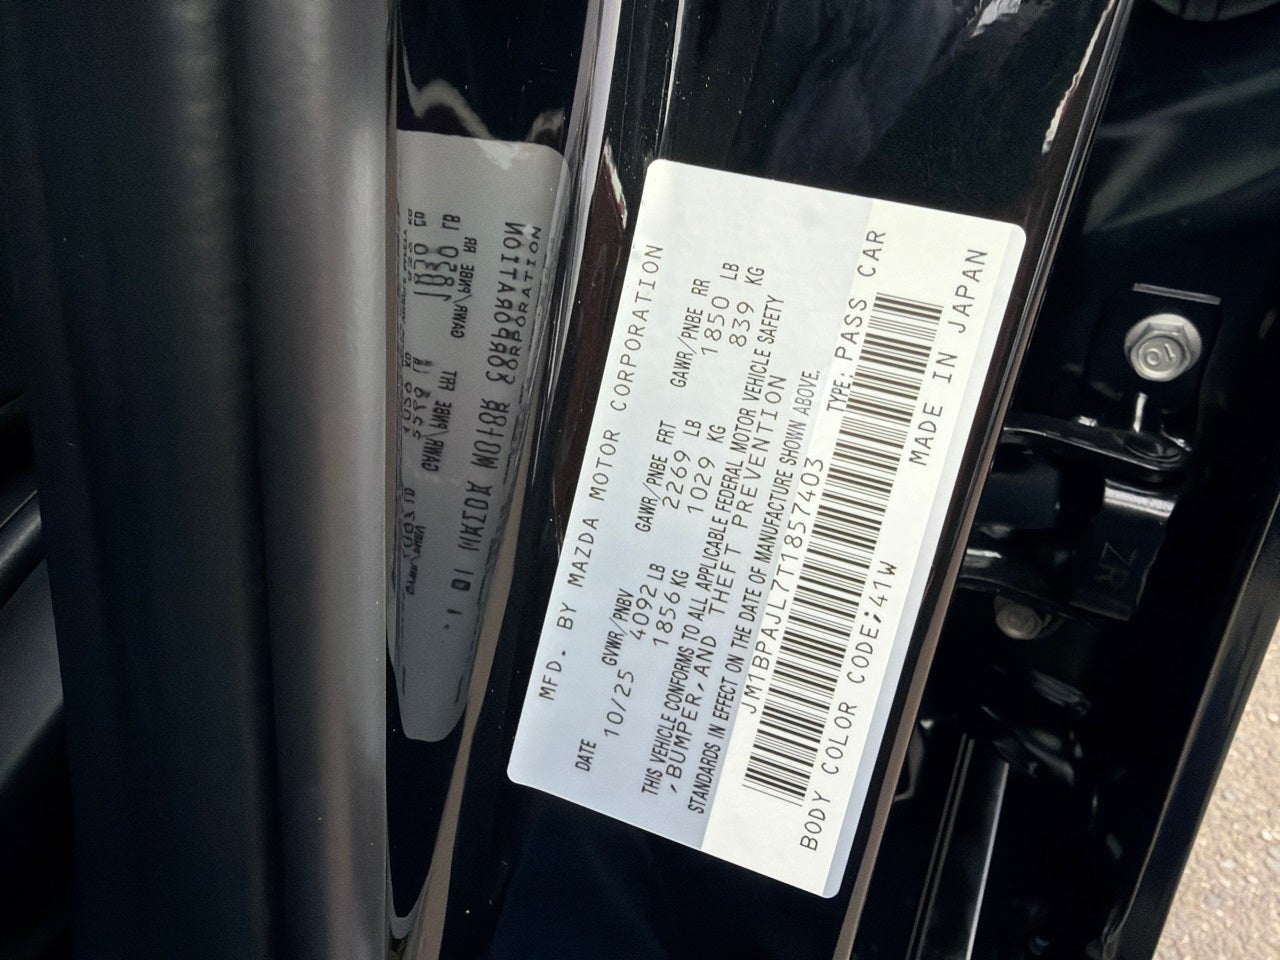 MFD. BY MAZDA MOTOR CORPORATION
DATE GVWR/PNBV GAWR/PNBE FRT GAWR/PNBE RR
10/25 4092 LB 2269 LB 1850 LB
1856 KG 1029 KG 839 KG
THIS VEHICLE CONFORMS TO ALL APPLICABLE FEDERAL MOTOR VEHICLE SAFETY
, BUMPER, AND THEFT PREVENTION
STANDARDS IN EFFECT ON THE DATE OF MANUFACTURE SHOWN ABOVE.
JM1BPAJL7T1857403 TYPE: PASS CAR
BODY COLOR CODE;41W MADE IN JAPAN
ZR